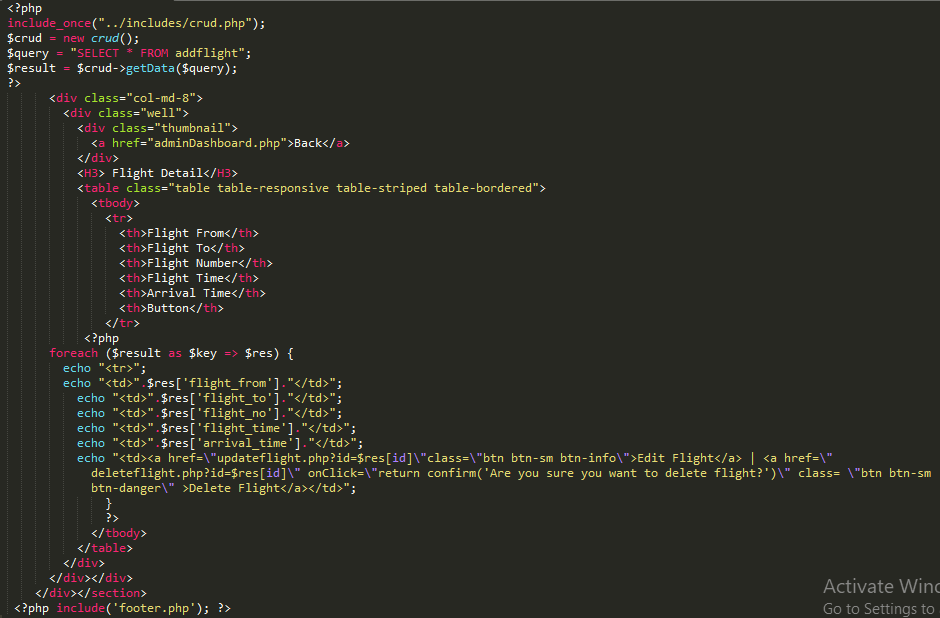 <?php
include_once("../includes/crud.php");
$crud = new crud();
$query = "SELECT * FROM addflight";
$result = $crud->getData($query);
?>
<div class="col-md-8">
<div class="well">
<div class="thumbnail">
<a href="adminDashboard.php">Back</a>
</div>
<H3> Flight Detail</H3>
<table class="table table-responsive table-striped table-bordered">
<tbody>
<tr>
<th>Flight From</th>
<th>Flight To</th>
<th>Flight Number</th>
<th>Flight Time</th>
<th>Arrival Time</th>
<th>Button</th>
</tr>
<?php
foreach ($result as $key => $res) {
echo "<tr>";
echo "<td>".$res['flight_from']."</td>";
echo "<td>".$res['flight_to']."</td>";
echo "<td>".$res['flight_no']."</td>";
echo "<td>".$res['flight_time']."</td>";
echo "<td>".$res['arrival_time']."</td>";
echo "<td><a href=\"updateflight.php?id=$res[id]\"class=\"btn btn-sm btn-info\">Edit Flight</a> | <a href=\"
deleteflight.php?id=$res[id]\" onClick=\"return confirm('Are you sure you want to delete flight?')\" class= \"btn btn-sm
btn-danger\" >Delete Flight</a></td>";
}
?>
</tbody>
</table>
</div>
</div></div>
</div></section>
<?php include('footer.php'); ?>
Activate Wind
Go to Settings to